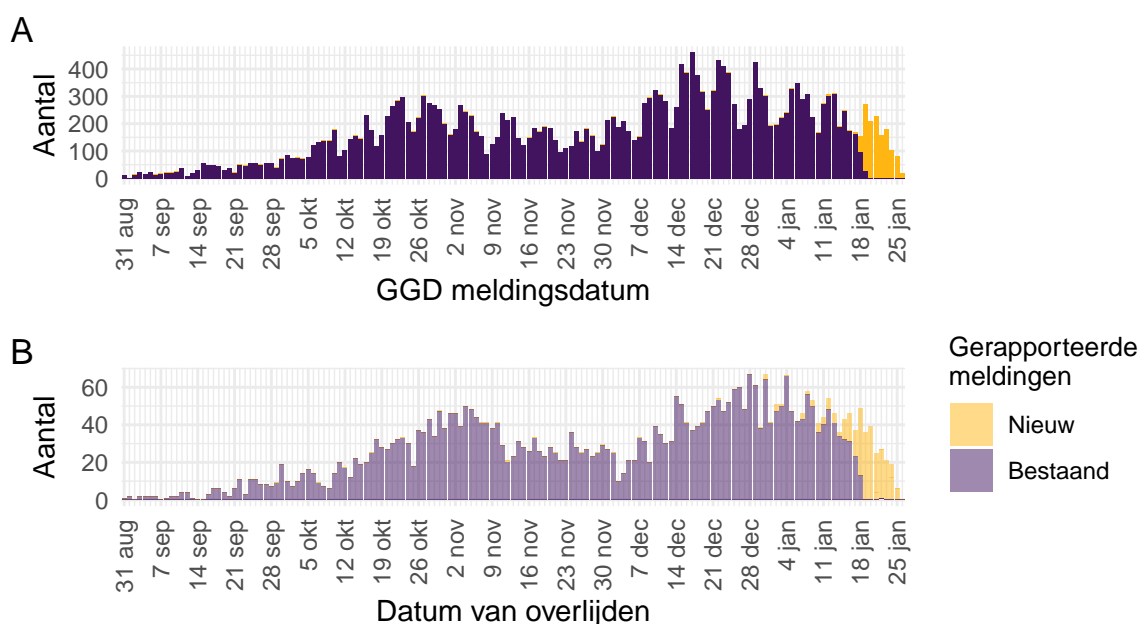 A
Aantal
400
300
200
100
0
31 aug
7 sep
14 sep
21 sep
28 sep
5 okt
12 okt
19 okt
26 okt
2 nov
9 nov
16 nov
23 nov
30 nov
7 dec
14 dec
21 dec
28 dec
4 jan
11 jan
18 jan
25 jan
GGD meldingsdatum
B
Aantal
60
40
20
0
31 aug
7 sep
14 sep
21 sep
28 sep
5 okt
12 okt
19 okt
26 okt
2 nov
9 nov
16 nov
23 nov
30 nov
7 dec
14 dec
21 dec
28 dec
4 jan
11 jan
18 jan
25 jan
Datum van overlijden
Gerapporteerde
meldingen
Nieuw
Bestaand